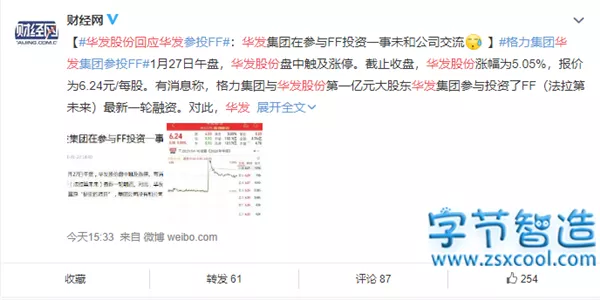 财经网
AIJING.COM.C
【#华发股份回应华发参投FF#：华发集团在参与FF投资一事未和公司交流】#格力集团华
发集团参投FF#1月27日午盘，华发股份盘中触及涨停。截止收盘，华发股份涨幅为5.05%，报价
为6.24元/每股。有消息称，格力集团与华发股份第一亿元大股东华发集团参与投资了FF（法拉第
未来）最新一轮融资。对此，华发 展开全文
集团在参与FF投资一事
6.24
今天 15:33 来自 微博 weibo.com
收藏
转发 61
评论 87
254
字节智造
www.zsxcool.com